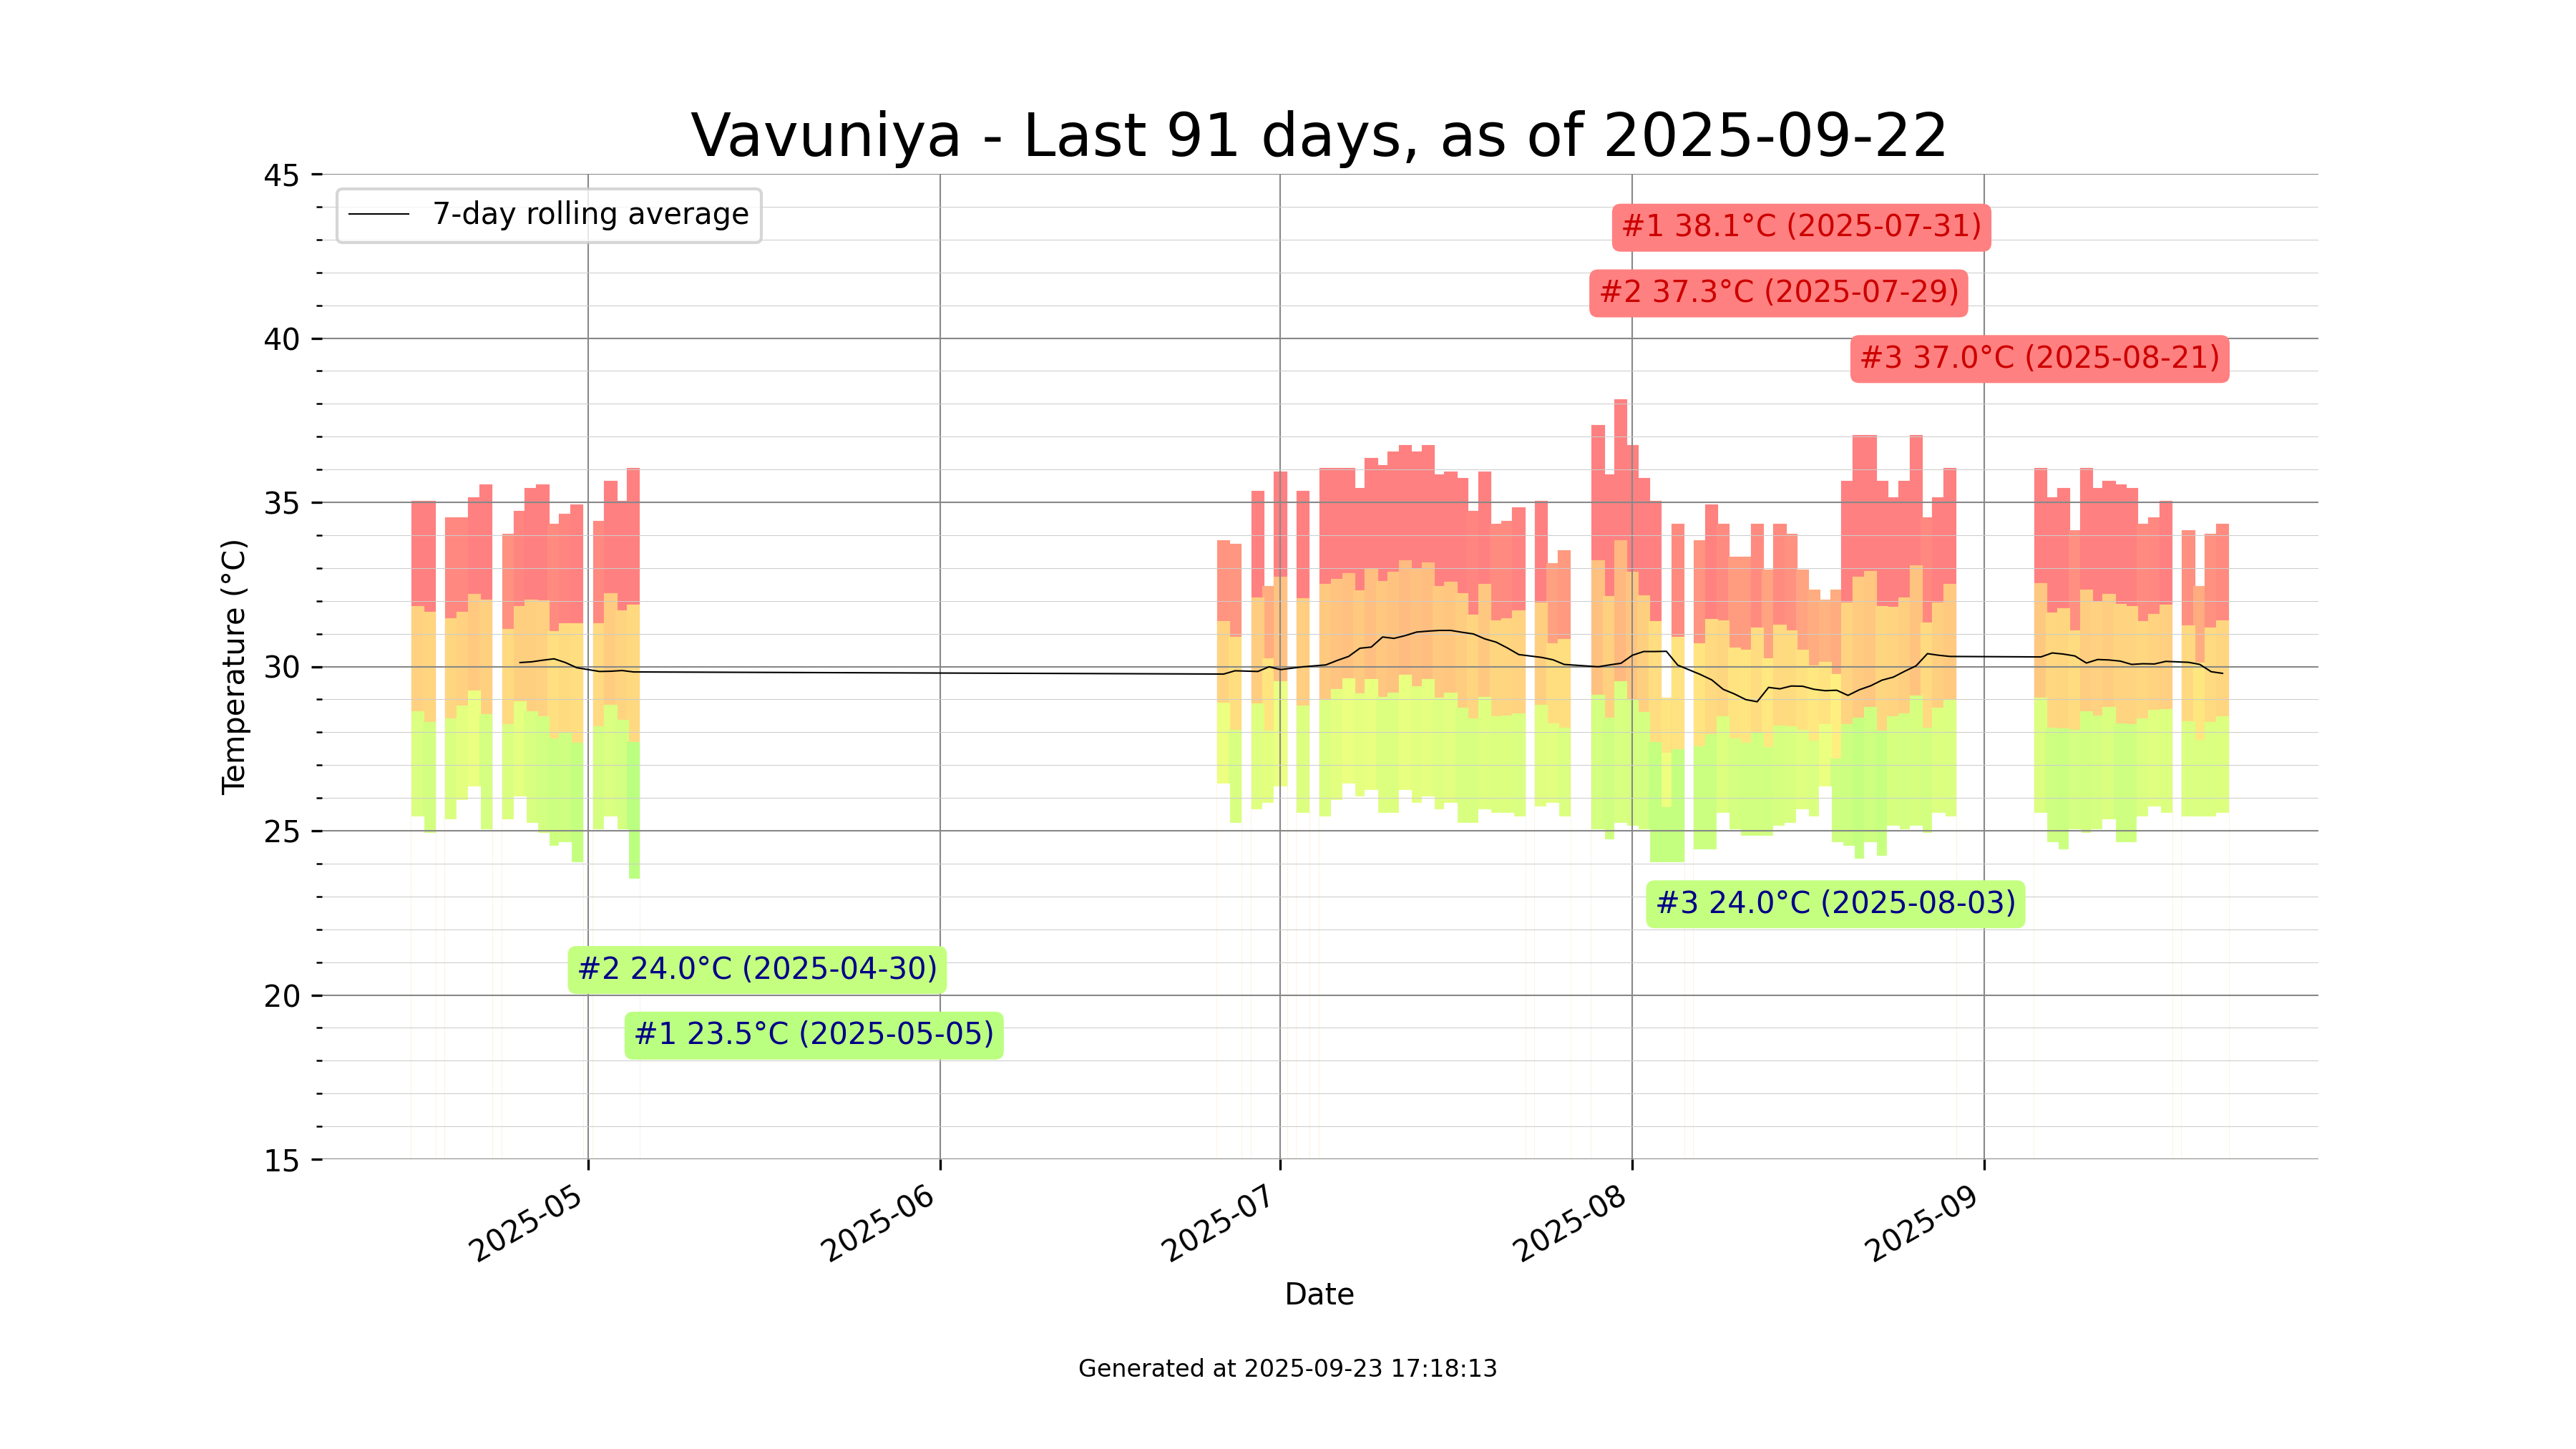 Vavuniya - Last 91 days, as of 2025-09-22
45
7-day rolling average
#1 38.1°C (2025-07-31)
#2 37.3°C (2025-07-29)
40
#3 37.0°C (2025-08-21)
35
30
Temperature (°C)
25
#3 24.0°C (2025-08-03)
#2 24.0°C (2025-04-30)
20
#1 23.5°C (2025-05-05)
15
2025-05
2025-06
2025-07
2025-08
2025-09
Date
Generated at 2025-09-23 17:18:13